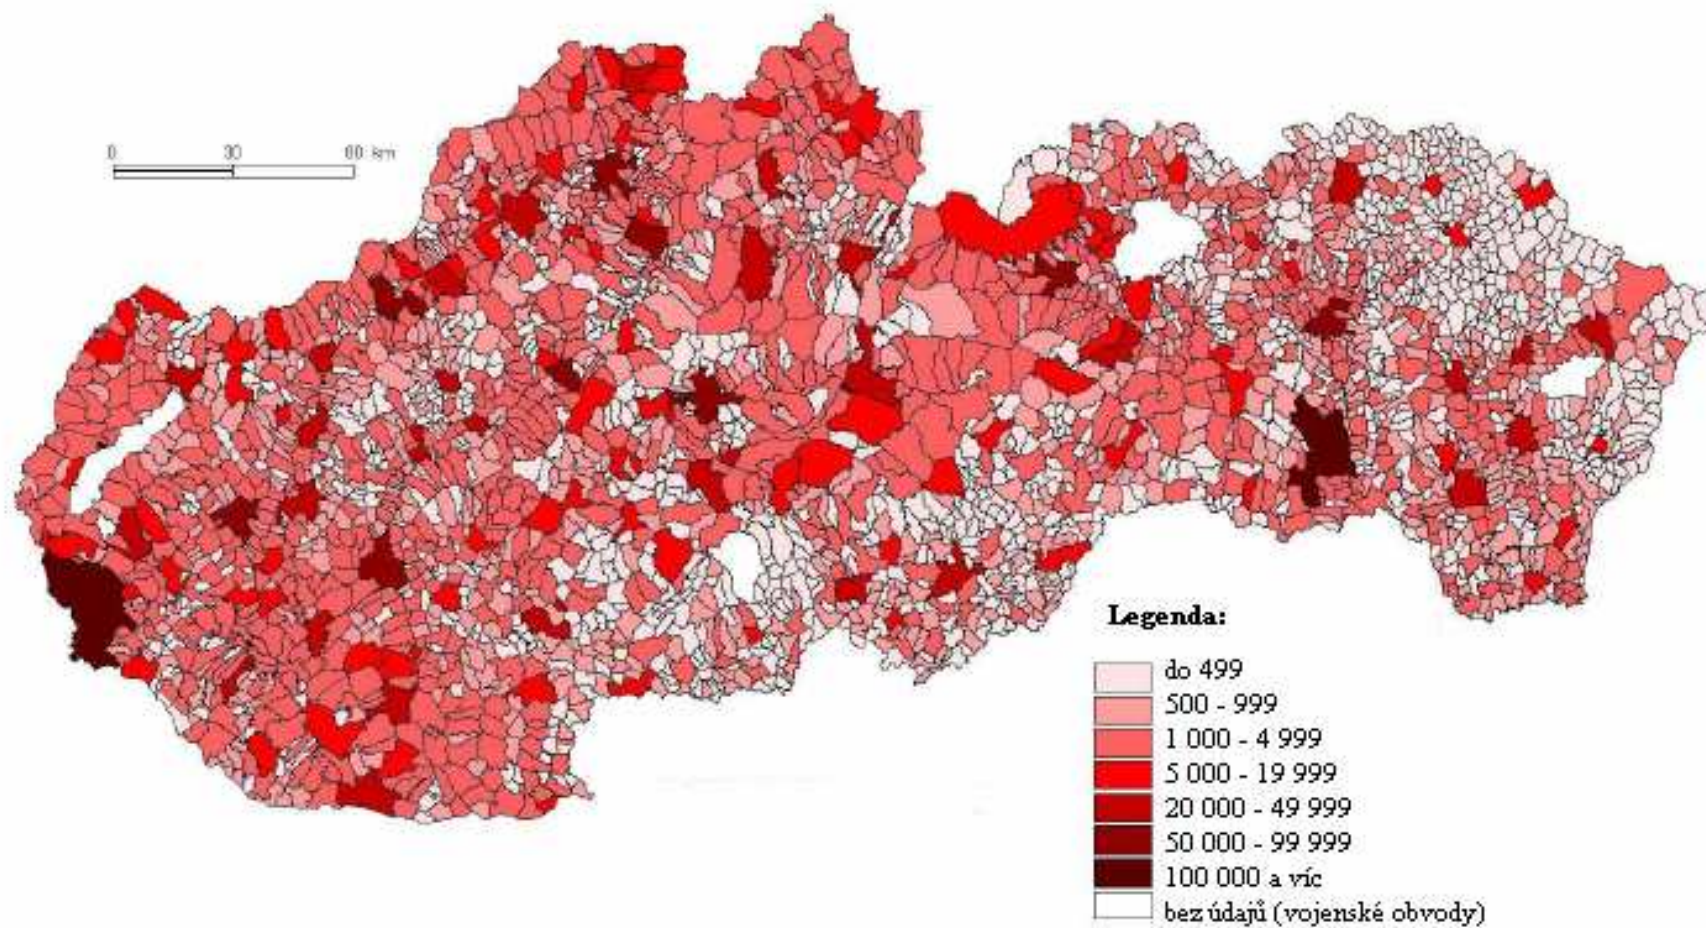 0 30 60 km
Legenda:
do 499
500 - 999
1 000 - 4 999
5 000 - 19 999
20 000 - 49 999
50 000 - 99 999
100 000 a víc
bez údajů (vojenské obvody)